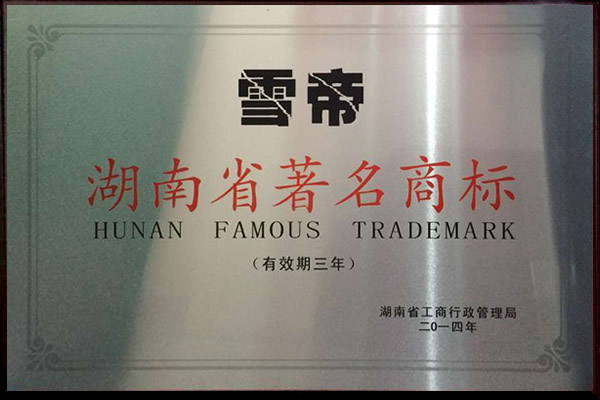 雪帝
湖南省著名商标
HUNAN FAMOUS TRADEMARK
（有效期三年）
湖南省工商行政管理局
二0一四年